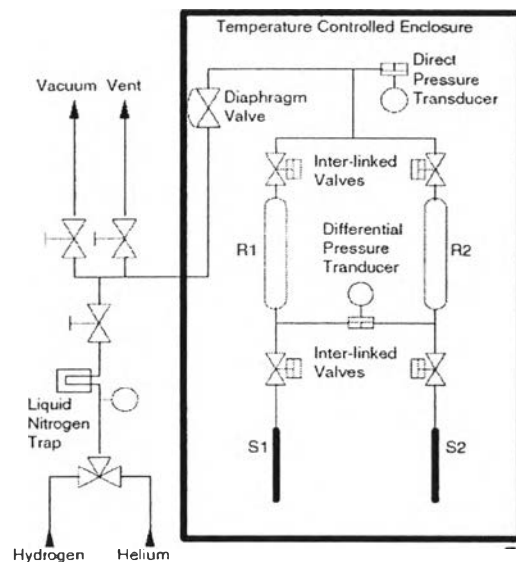 Temperature Controlled Enclosure
Vacuum Vent
Direct
Pressure
Transducer
Diaphragm
Valve
Inter-linked
Valves
R1
Differential
Pressure
Tranducer
R2
Inter-linked
Valves
Liquid
Nitrogen
Trap
S1
S2
Hydrogen
Helium